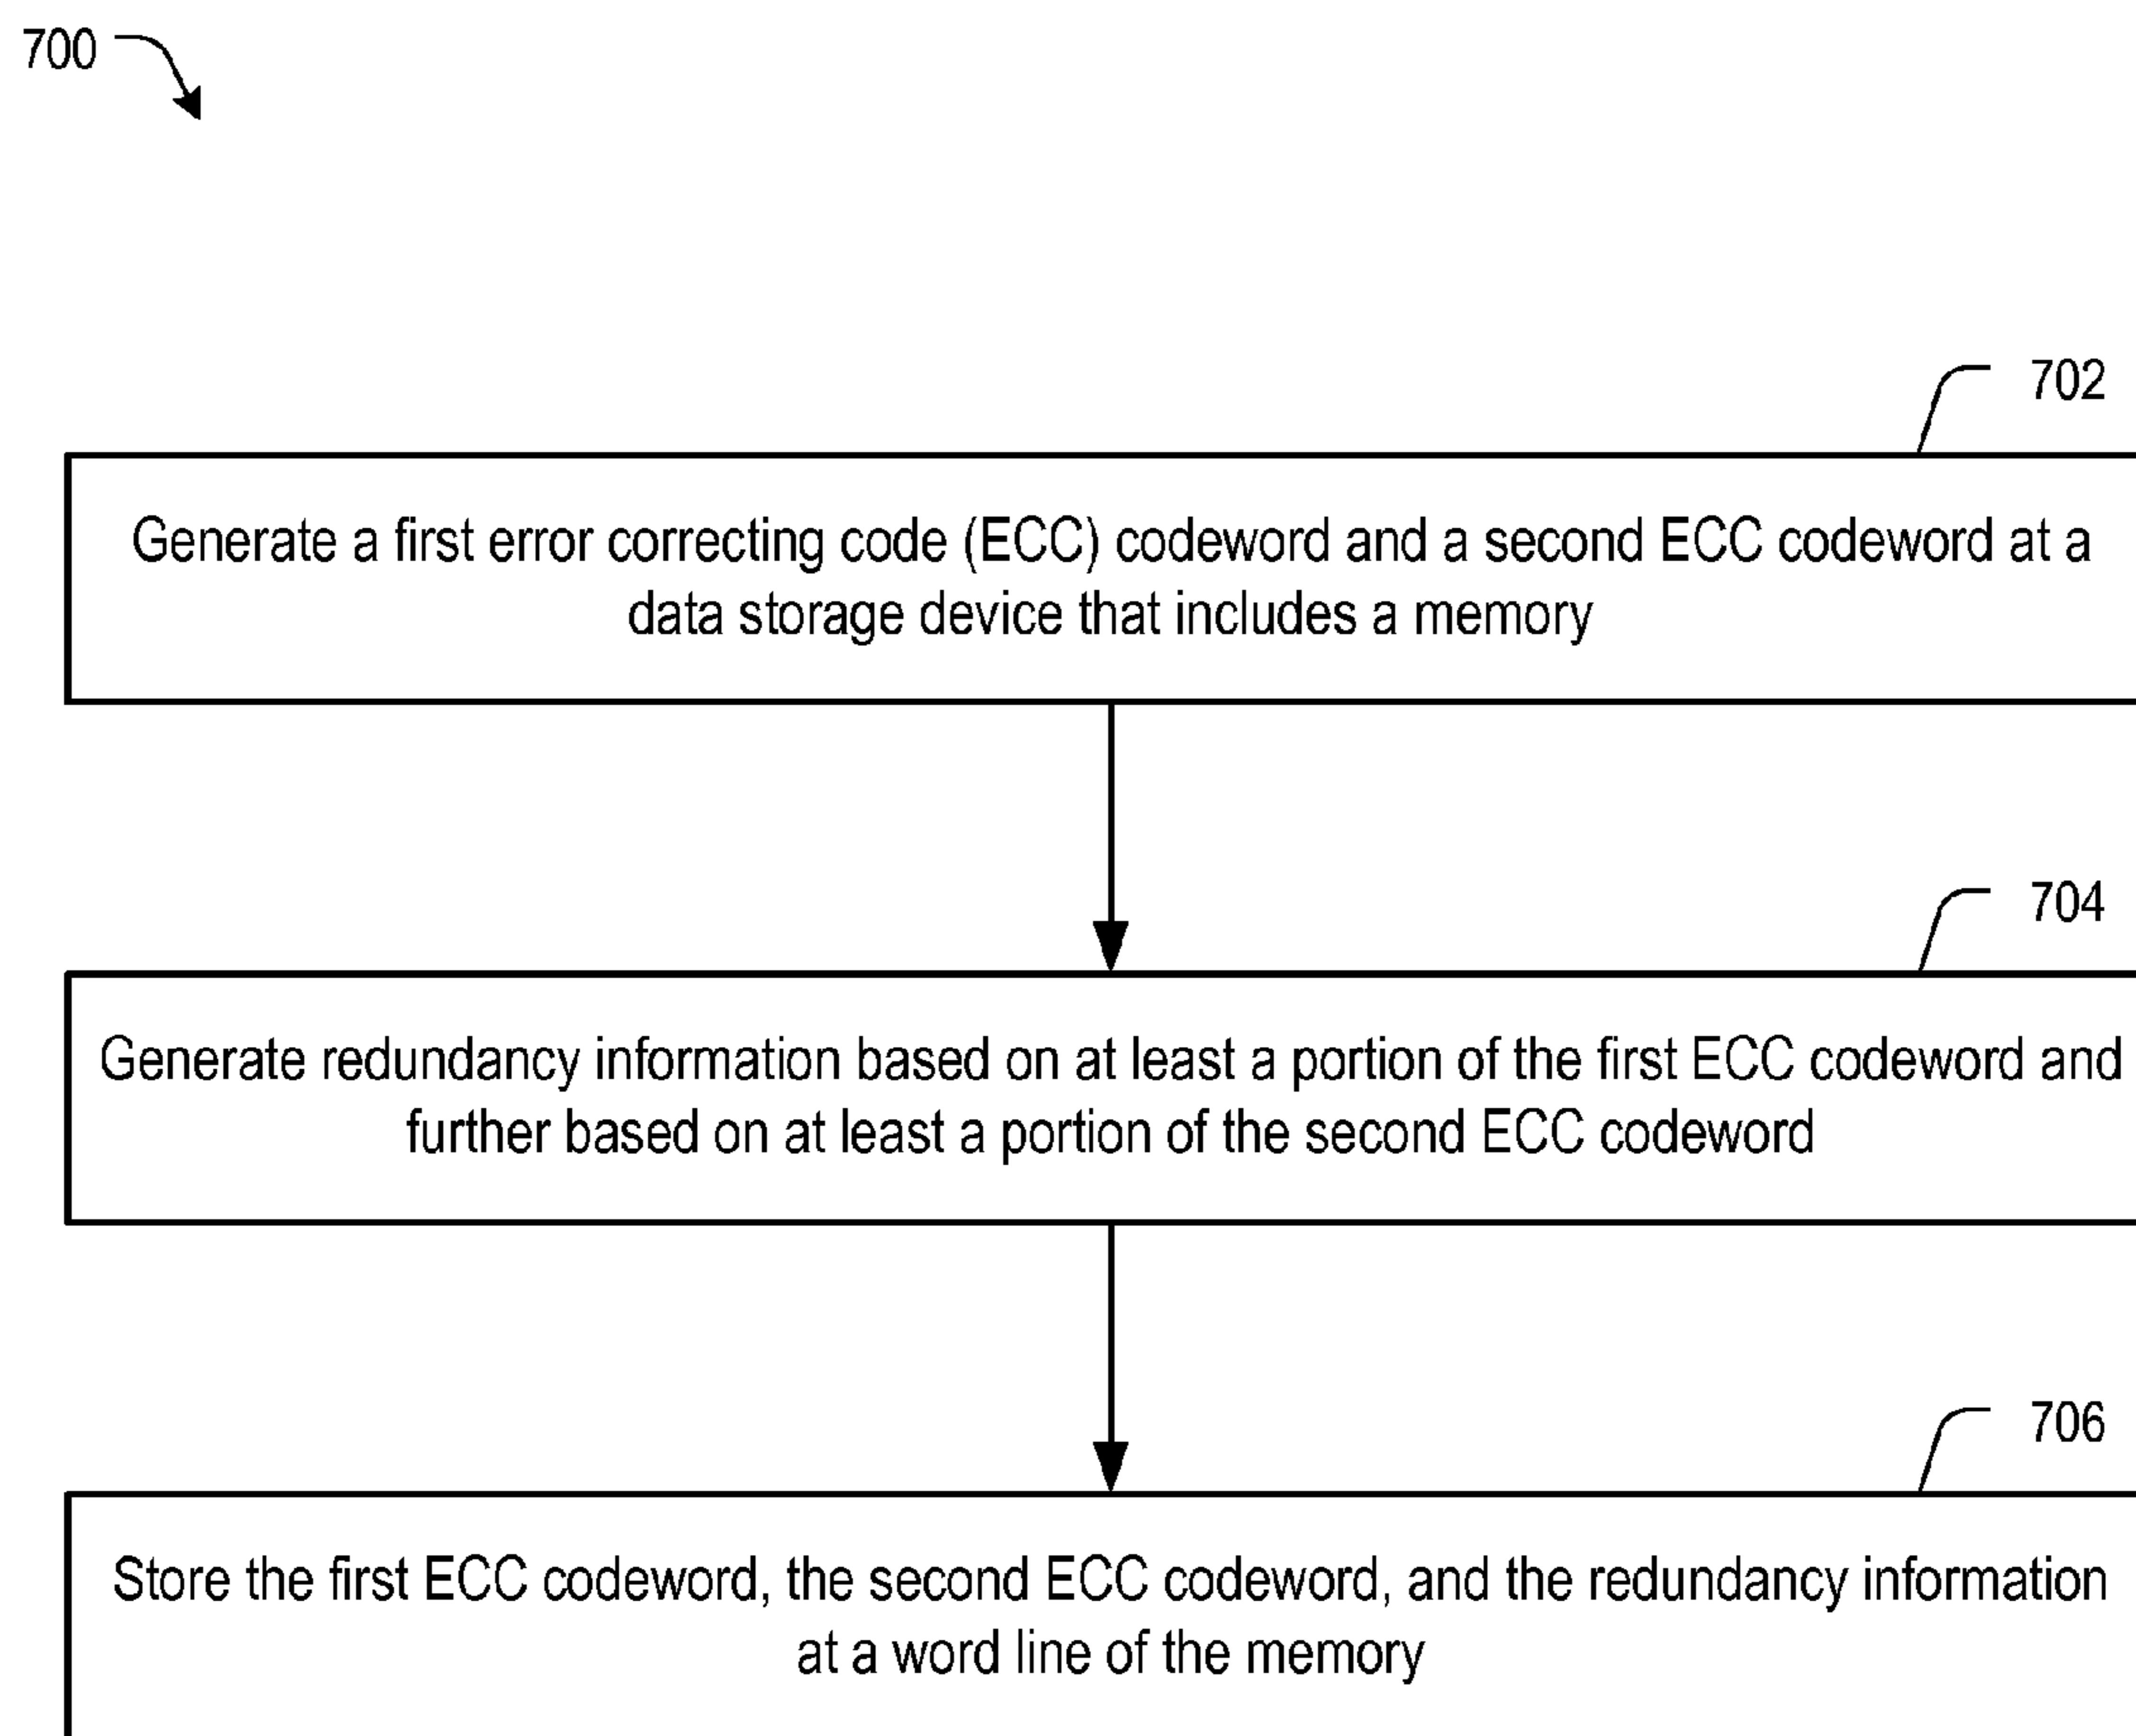 700
702
Generate a first error correcting code (ECC) codeword and a second ECC codeword at a
data storage device that includes a memory
704
Generate redundancy information based on at least a portion of the first ECC codeword and
further based on at least a portion of the second ECC codeword
706
Store the first ECC codeword, the second ECC codeword, and the redundancy information
at a word line of the memory